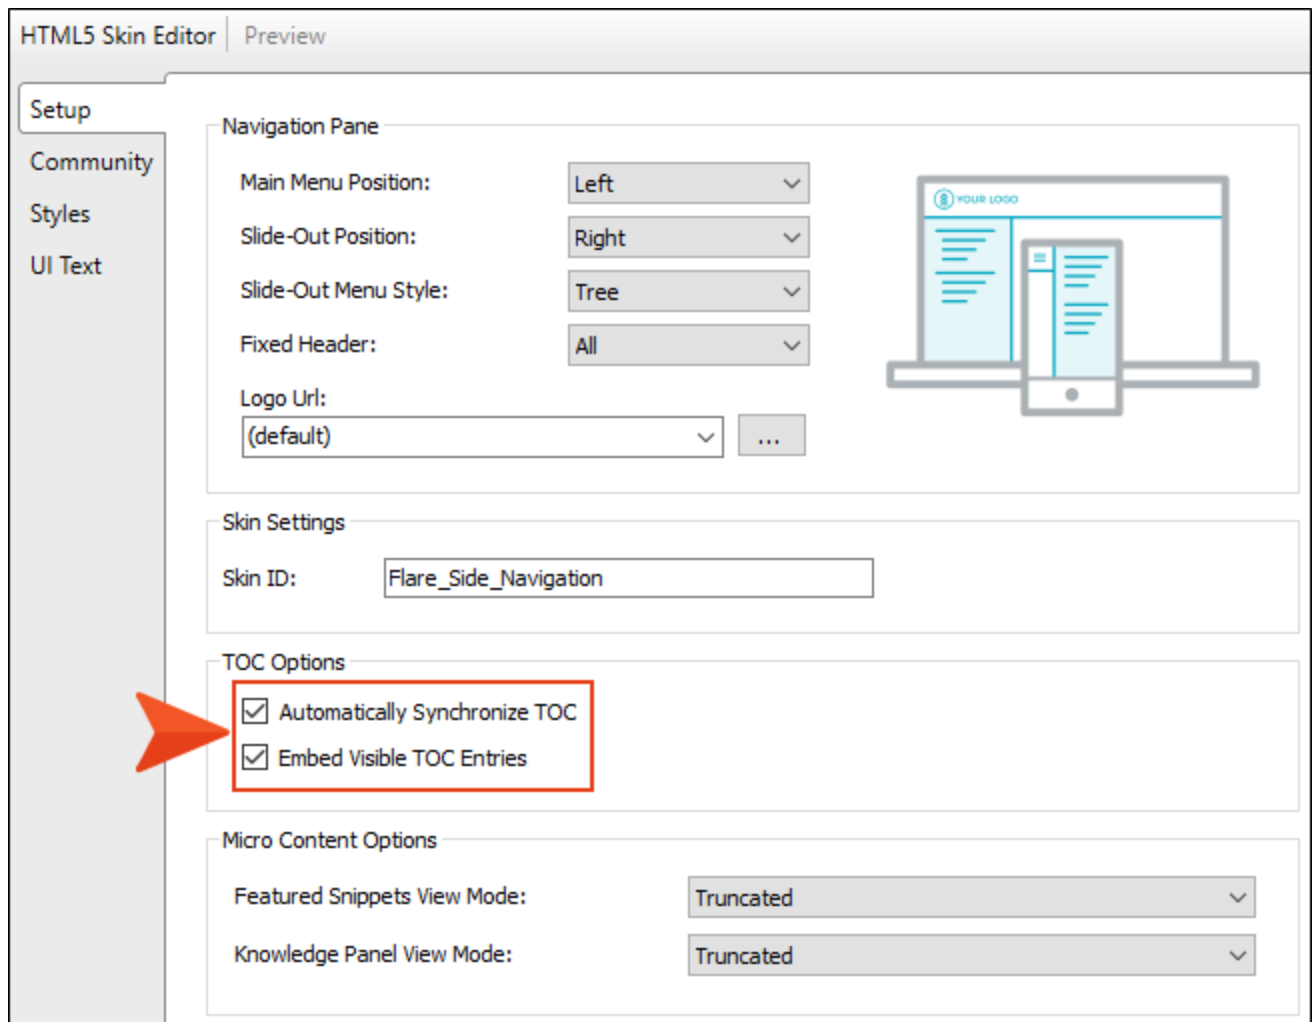 HTML5 Skin Editor Preview
Setup
Community
Styles
UI Text
Navigation Pane
Main Menu Position: Left
Slide-Out Position: Right
Slide-Out Menu Style: Tree
Fixed Header: All
Logo Url:
(default) ...
YOUR LOGO
Skin Settings
Skin ID: Flare_Side_Navigation
TOC Options
Automatically Synchronize TOC
Embed Visible TOC Entries
Micro Content Options
Featured Snippets View Mode: Truncated
Knowledge Panel View Mode: Truncated